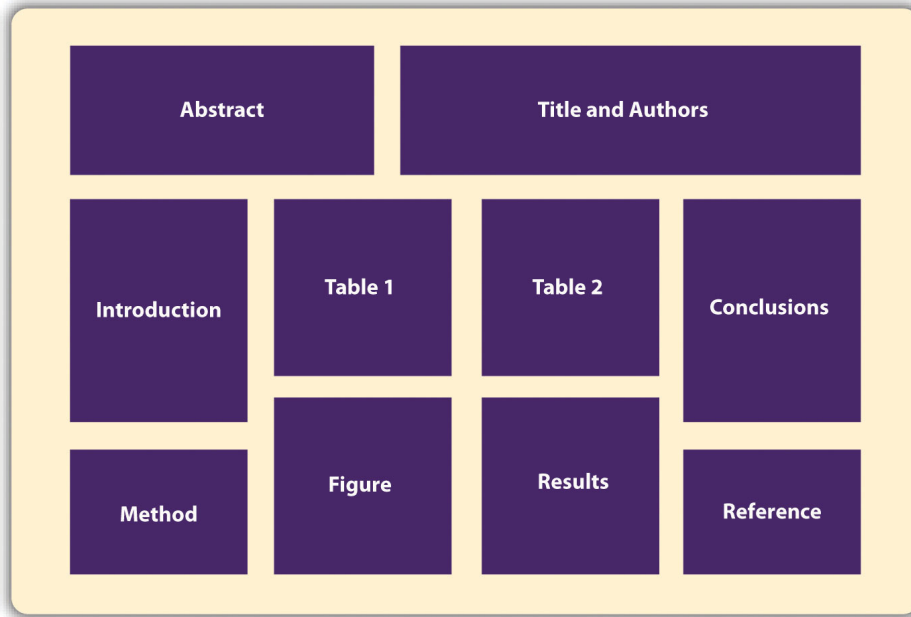 Abstract
Title and Authors
Introduction
Table 1
Table 2
Conclusions
Method
Figure
Results
Reference